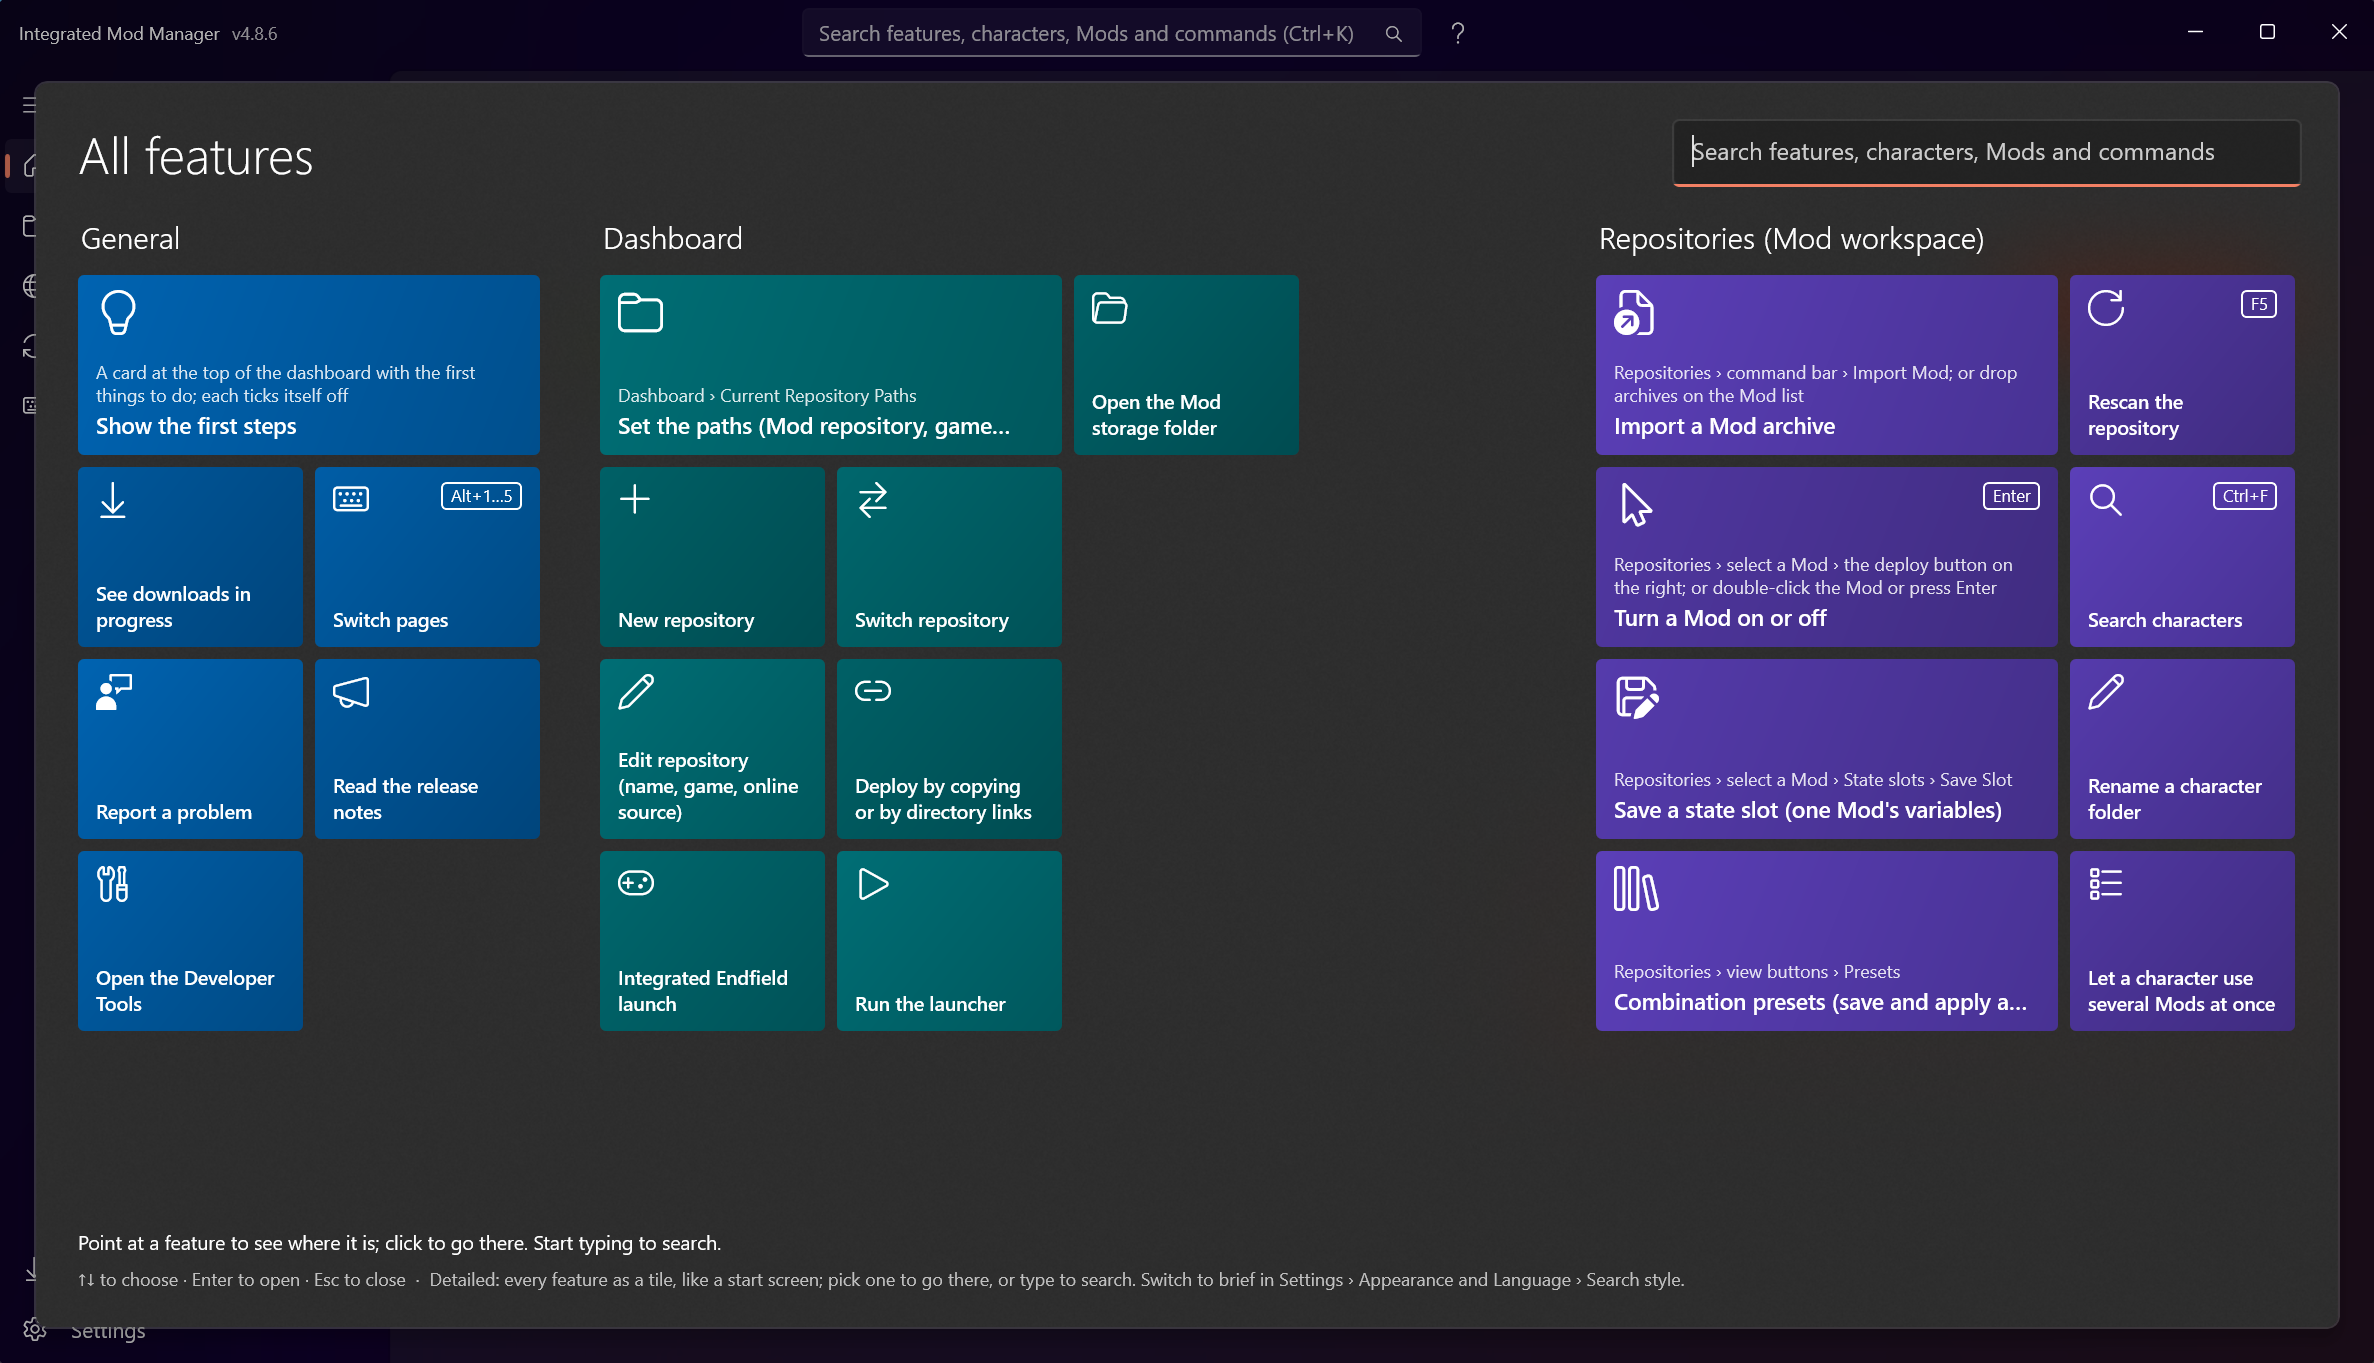 Integrated Mod Manager v4.8.6
Search features, characters, Mods and commands (Ctrl+K)
All features
Search features, characters, Mods and commands
General
A card at the top of the dashboard with the first
things to do; each ticks itself off
Show the first steps
See downloads in
progress
Alt+1...5
Switch pages
Report a problem
Read the release
notes
Open the Developer
Tools
Dashboard
Dashboard › Current Repository Paths
Set the paths (Mod repository, game...
Open the Mod
storage folder
New repository
Switch repository
Edit repository
(name, game, online
source)
Deploy by copying
or by directory links
Integrated Endfield
launch
Run the launcher
Repositories (Mod workspace)
Repositories › command bar › Import Mod; or drop
archives on the Mod list
Import a Mod archive
F5
Rescan the
repository
Enter
Repositories › select a Mod › the deploy button on
the right; or double-click the Mod or press Enter
Turn a Mod on or off
Ctrl+F
Search characters
Repositories › select a Mod › State slots › Save Slot
Save a state slot (one Mod's variables)
Rename a character
folder
Repositories › view buttons › Presets
Combination presets (save and apply a...
Let a character use
several Mods at once
Point at a feature to see where it is; click to go there. Start typing to search.
↑↓ to choose · Enter to open · Esc to close · Detailed: every feature as a tile, like a start screen; pick one to go there, or type to search. Switch to brief in Settings › Appearance and Language › Search style.
Settings